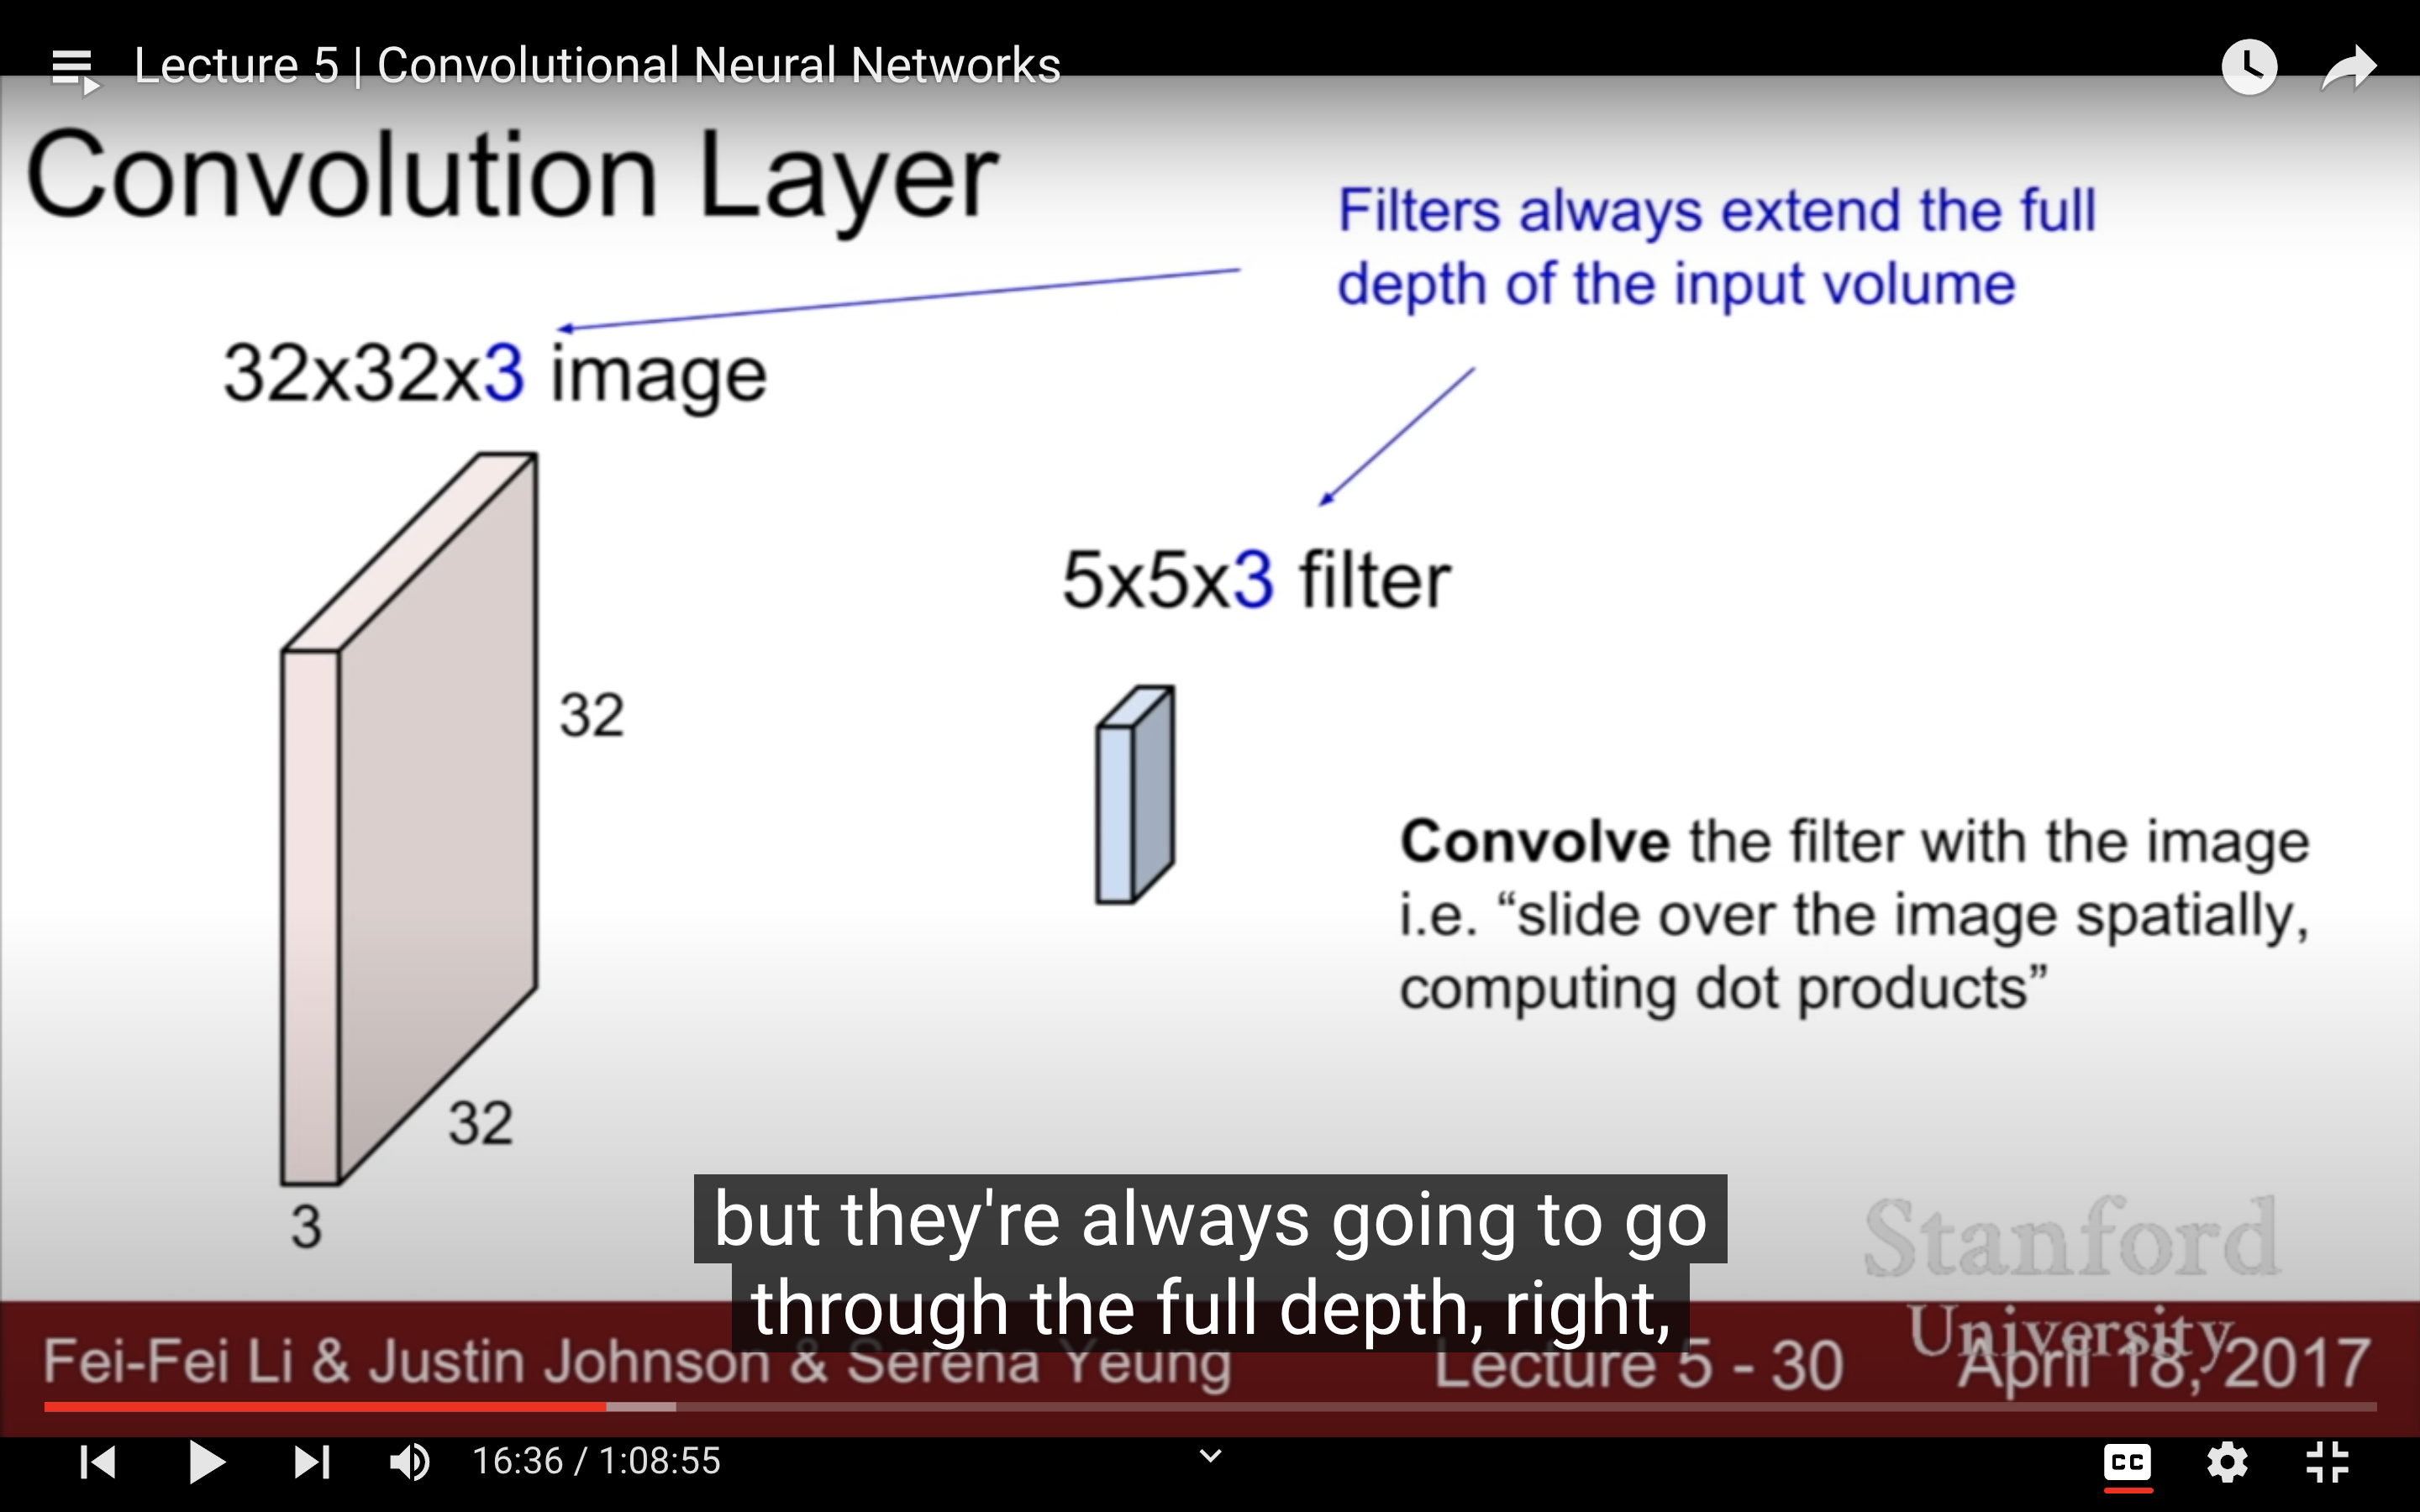 Lecture 5 | Convolutional Neural Networks
Convolution Layer
Filters always extend the full
depth of the input volume
32x32x3 image
5x5x3 filter
32
Convolve the filter with the image
i.e. “slide over the image spatially,
computing dot products”
32
3
but they're always going to go
through the full depth, right,
Stanford
University
Fei-Fei Li & Justin Johnson & Serena Yeung
Lecture 5 - 30
April 18, 2017
16:36 / 1:08:55
CC